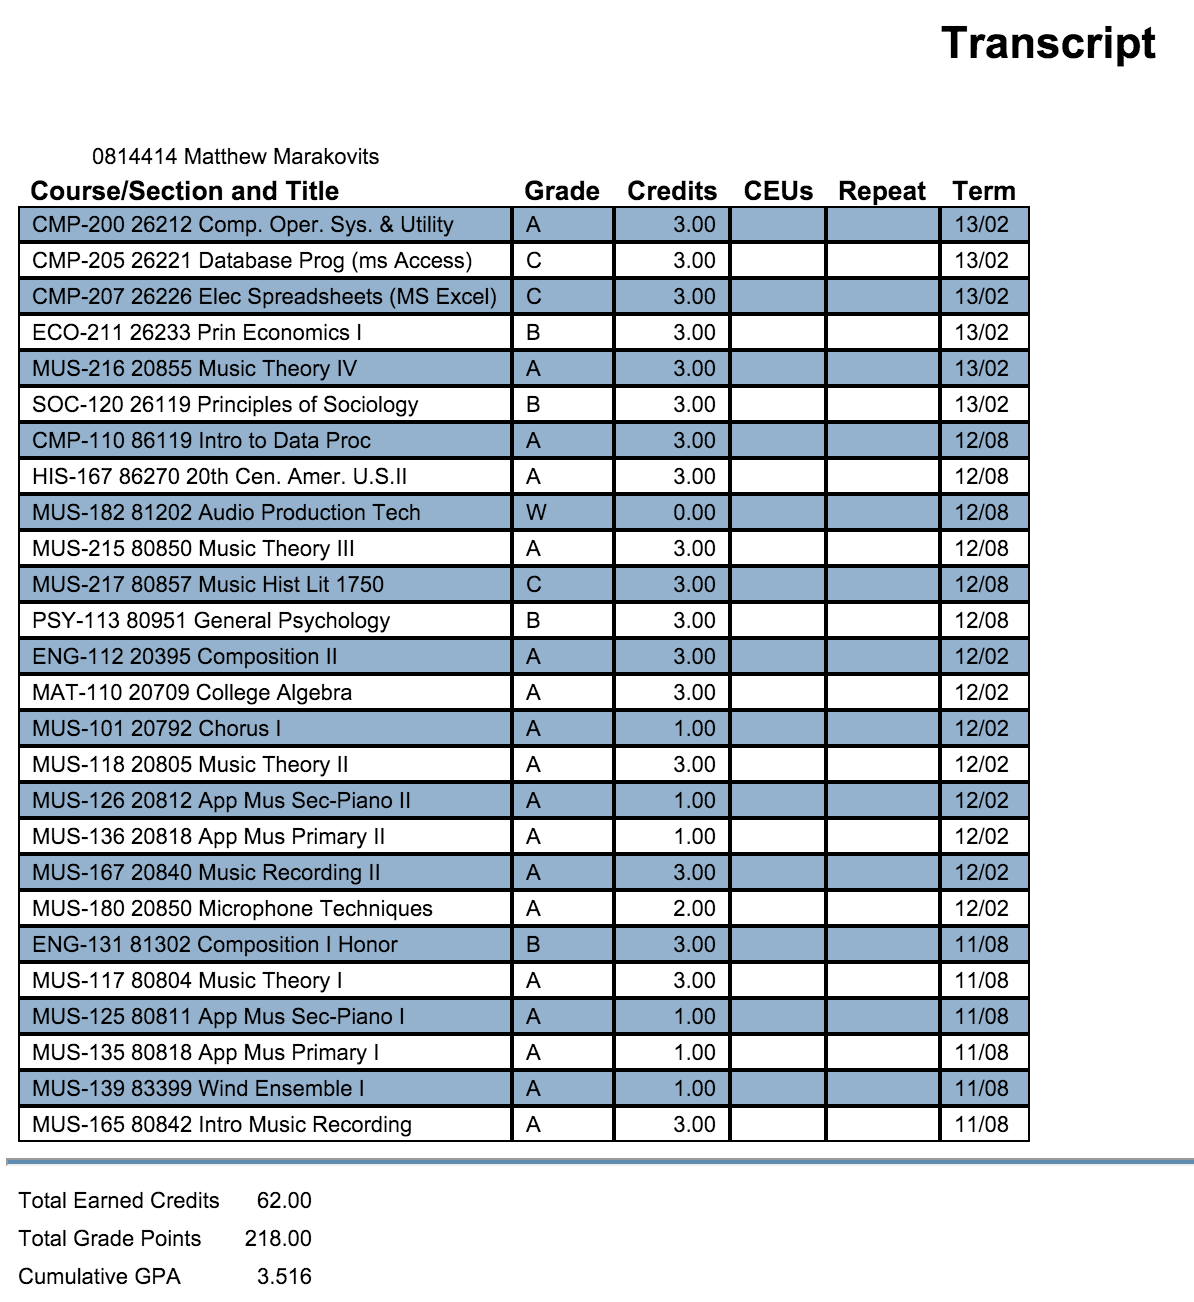 Transcript
0814414 Matthew Marakovits
Course/Section and Title Grade Credits CEUs Repeat Term
CMP-200 26212 Comp. Oper. Sys. & Utility A 3.00 13/02
CMP-205 26221 Database Prog (ms Access) C 3.00 13/02
CMP-207 26226 Elec Spreadsheets (MS Excel) C 3.00 13/02
ECO-211 26233 Prin Economics I B 3.00 13/02
MUS-216 20855 Music Theory IV A 3.00 13/02
SOC-120 26119 Principles of Sociology B 3.00 13/02
CMP-110 86119 Intro to Data Proc A 3.00 12/08
HIS-167 86270 20th Cen. Amer. U.S.II A 3.00 12/08
MUS-182 81202 Audio Production Tech W 0.00 12/08
MUS-215 80850 Music Theory III A 3.00 12/08
MUS-217 80857 Music Hist Lit 1750 C 3.00 12/08
PSY-113 80951 General Psychology B 3.00 12/08
ENG-112 20395 Composition II A 3.00 12/02
MAT-110 20709 College Algebra A 3.00 12/02
MUS-101 20792 Chorus I A 1.00 12/02
MUS-118 20805 Music Theory II A 3.00 12/02
MUS-126 20812 App Mus Sec-Piano II A 1.00 12/02
MUS-136 20818 App Mus Primary II A 1.00 12/02
MUS-167 20840 Music Recording II A 3.00 12/02
MUS-180 20850 Microphone Techniques A 2.00 12/02
ENG-131 81302 Composition I Honor B 3.00 11/08
MUS-117 80804 Music Theory I A 3.00 11/08
MUS-125 80811 App Mus Sec-Piano I A 1.00 11/08
MUS-135 80818 App Mus Primary I A 1.00 11/08
MUS-139 83399 Wind Ensemble I A 1.00 11/08
MUS-165 80842 Intro Music Recording A 3.00 11/08
Total Earned Credits 62.00
Total Grade Points 218.00
Cumulative GPA 3.516